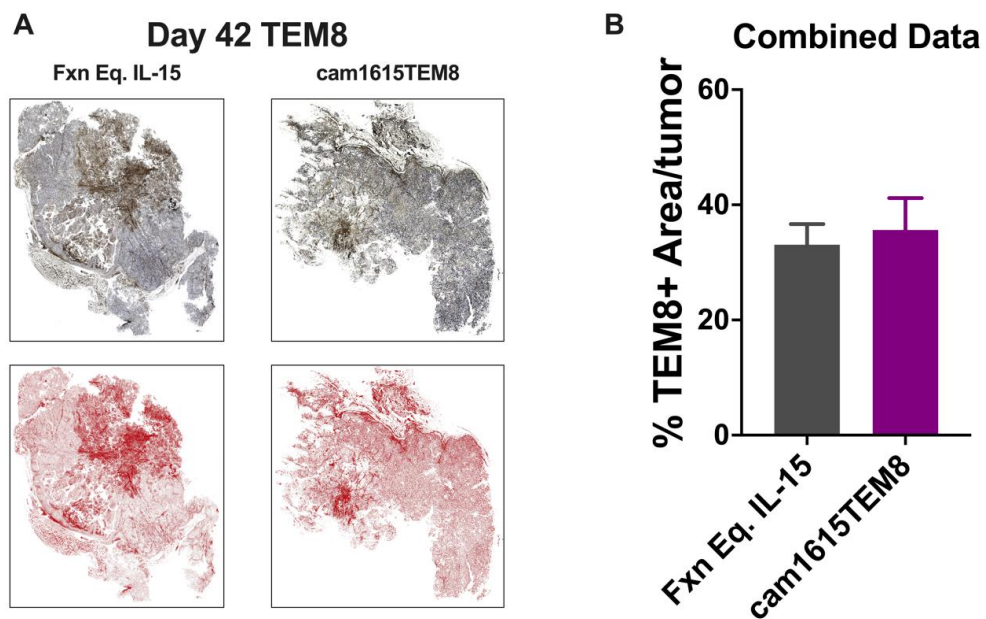 A
Day 42 TEM8
Fxn Eq. IL-15
cam1615TEM8
B
Combined Data
% TEM8+ Area/tumor
60
40
20
0
Fxn Eq. IL-15
cam1615TEM8